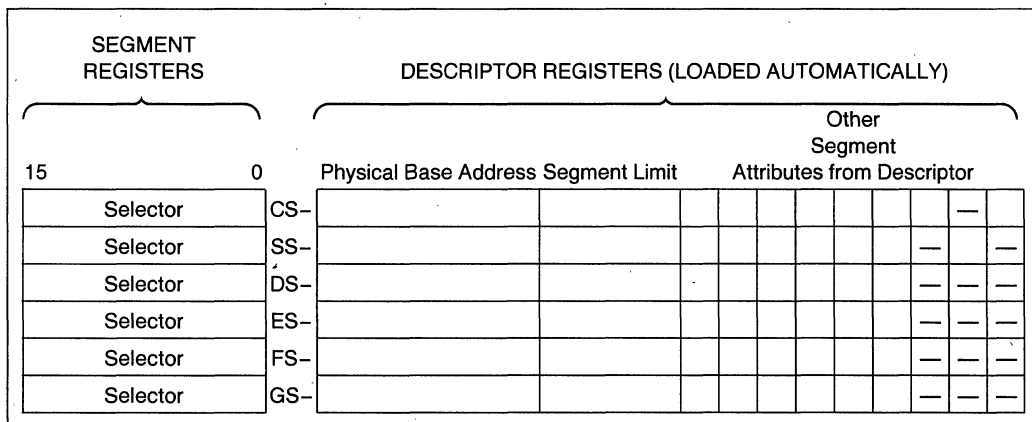 SEGMENT
REGISTERS
DESCRIPTOR REGISTERS (LOADED AUTOMATICALLY)
Other
Segment
15 0 Physical Base Address Segment Limit Attributes from Descriptor
Selector CS– —
Selector SS– — —
Selector DS– — — —
Selector ES– — — —
Selector FS– — — —
Selector GS– — — —